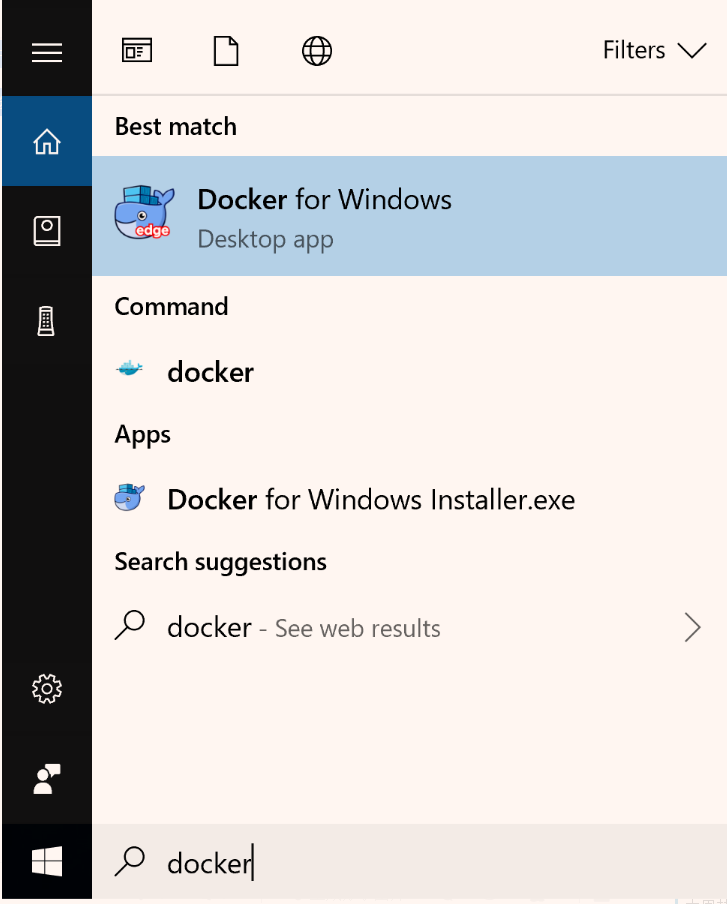 Filters
Best match
edge
Docker for Windows
Desktop app
Command
docker
Apps
Docker for Windows Installer.exe
Search suggestions
docker - See web results
docker